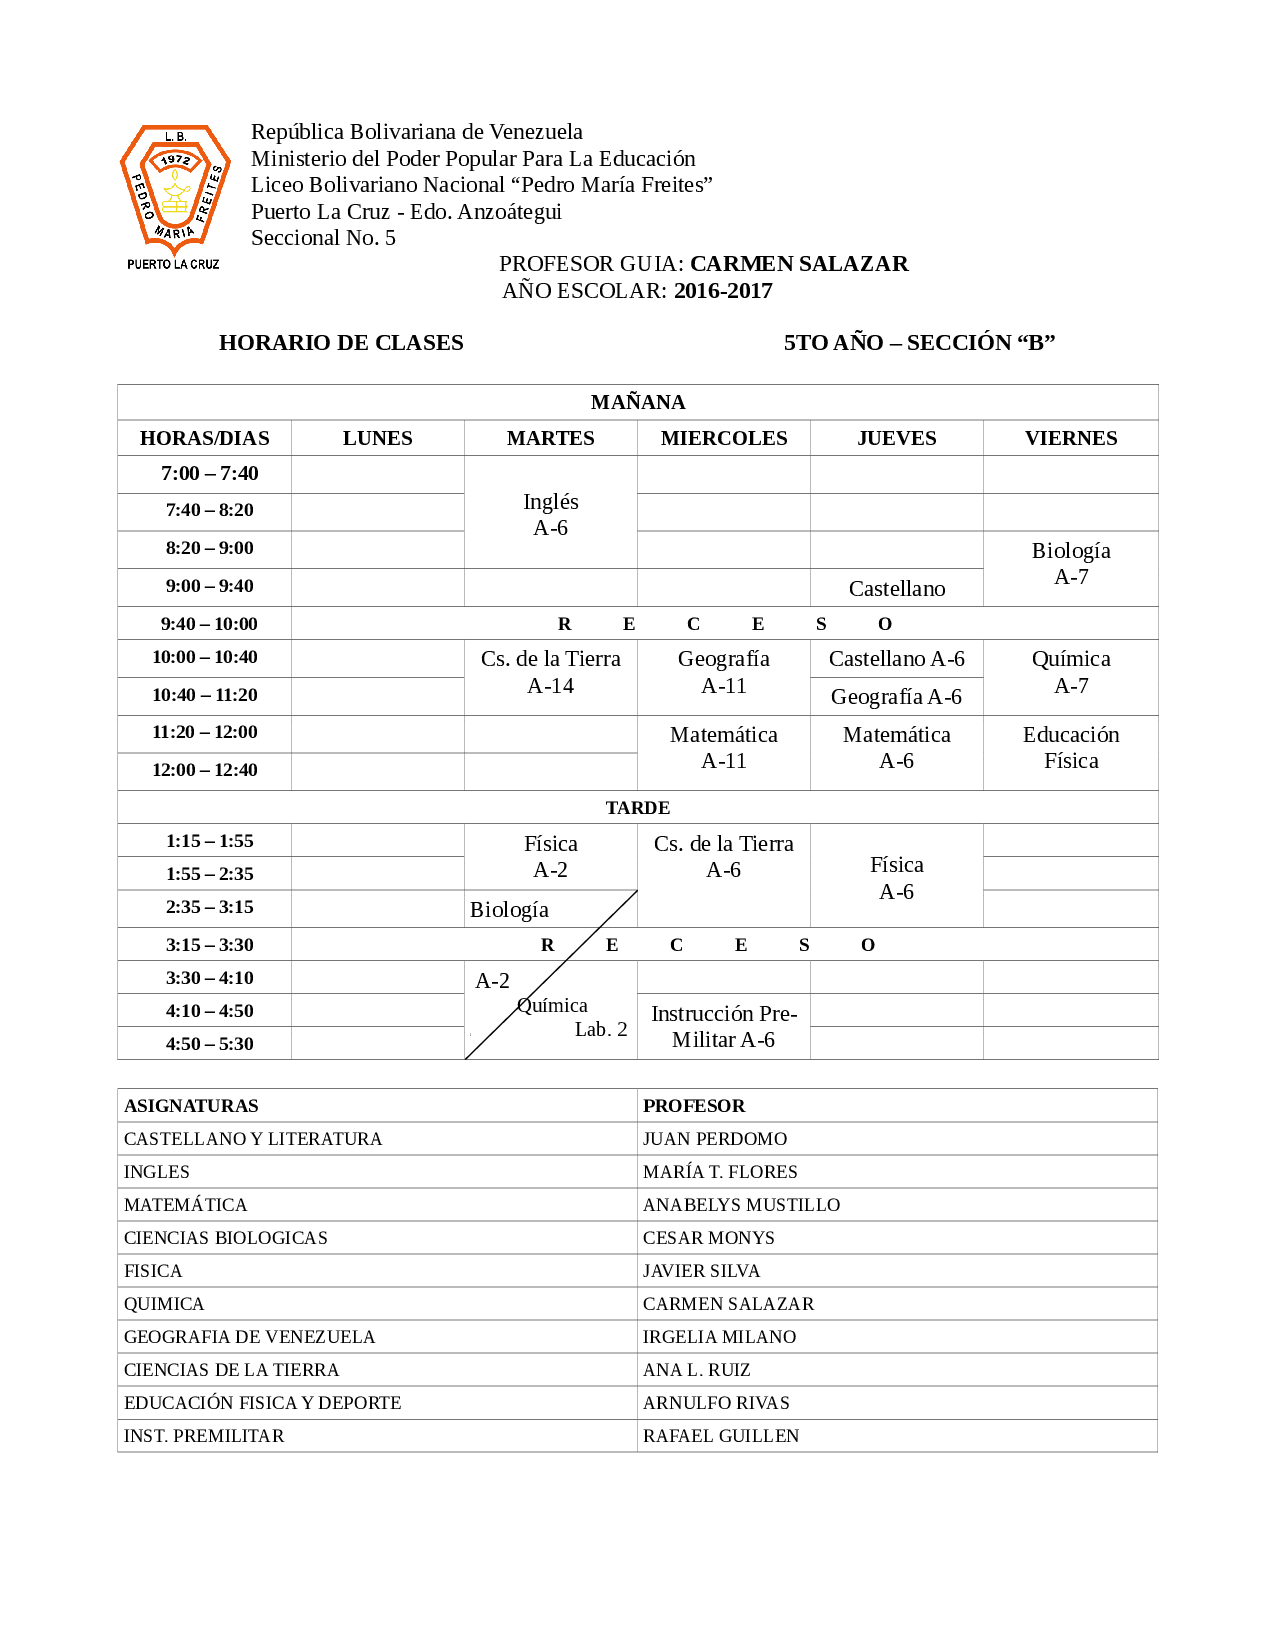 L. B.
1972
PEDRO MARIA FREITES
PUERTO LA CRUZ
República Bolivariana de Venezuela
Ministerio del Poder Popular Para La Educación
Liceo Bolivariano Nacional “Pedro María Freites”
Puerto La Cruz - Edo. Anzoátegui
Seccional No. 5
PROFESOR GUIA: CARMEN SALAZAR
AÑO ESCOLAR: 2016-2017
HORARIO DE CLASES 5TO AÑO – SECCIÓN “B”
MAÑANA
HORAS/DIAS LUNES MARTES MIERCOLES JUEVES VIERNES
7:00 – 7:40
Inglés
A-6
7:40 – 8:20
8:20 – 9:00
Biología
A-7
9:00 – 9:40 Castellano
9:40 – 10:00 R E C E S O
10:00 – 10:40
Cs. de la Tierra
A-14
Geografía
A-11
Castellano A-6
Química
A-7
10:40 – 11:20 Geografía A-6
11:20 – 12:00
Matemática
A-11
Matemática
A-6
Educación
Física
12:00 – 12:40
TARDE
1:15 – 1:55
Física
A-2
Cs. de la Tierra
A-6
Física
A-6
1:55 – 2:35
2:35 – 3:15 Biología
3:15 – 3:30 R E C E S O
3:30 – 4:10 A-2
Química
Lab. 2
4:10 – 4:50
Instrucción Pre-
Militar A-6
4:50 – 5:30
ASIGNATURAS PROFESOR
CASTELLANO Y LITERATURA JUAN PERDOMO
INGLES MARÍA T. FLORES
MATEMÁTICA ANABELYS MUSTILLO
CIENCIAS BIOLOGICAS CESAR MONYS
FISICA JAVIER SILVA
QUIMICA CARMEN SALAZAR
GEOGRAFIA DE VENEZUELA IRGELIA MILANO
CIENCIAS DE LA TIERRA ANA L. RUIZ
EDUCACIÓN FISICA Y DEPORTE ARNULFO RIVAS
INST. PREMILITAR RAFAEL GUILLEN